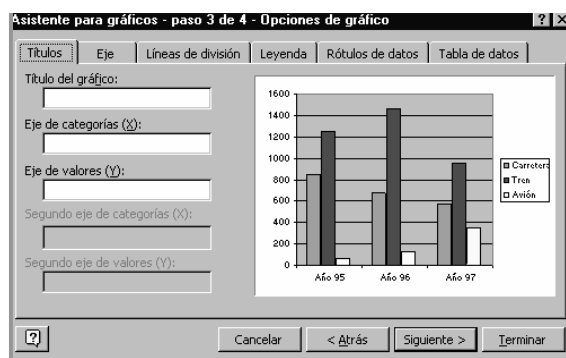 Asistente para gráficos - paso 3 de 4 - Opciones de gráfico
Títulos Eje Líneas de división Leyenda Rótulos de datos Tabla de datos
Título del gráfico:
Eje de categorías (X):
Eje de valores (Y):
Segundo eje de categorías (X):
Segundo eje de valores (Y):
1600
1400
1200
1000
800
600
400
200
0
Año 95 Año 96 Año 97
Carretera
Tren
Avión
Cancelar < Atrás Siguiente > Terminar